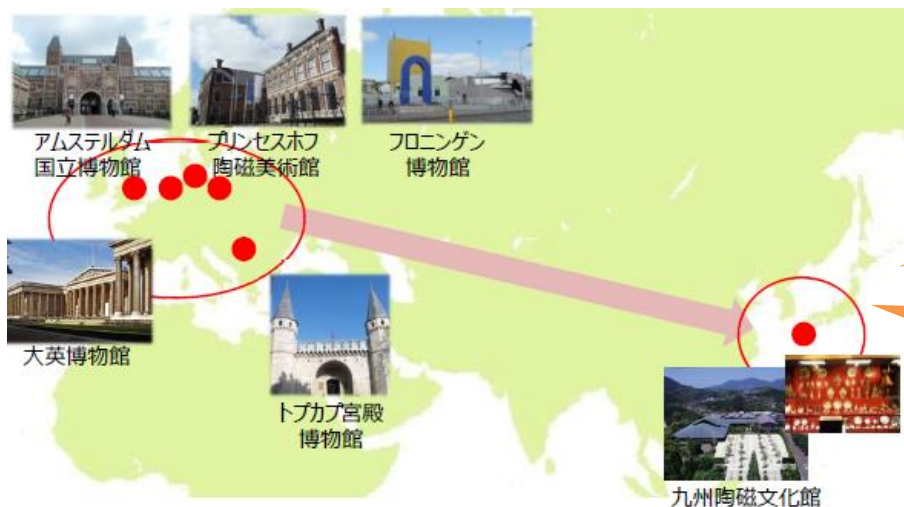 アムステルダム
国立博物館
プリンセスホフ
陶磁美術館
フロニンゲン
博物館
大英博物館
トプカプ宮殿
博物館
九州陶磁文化館